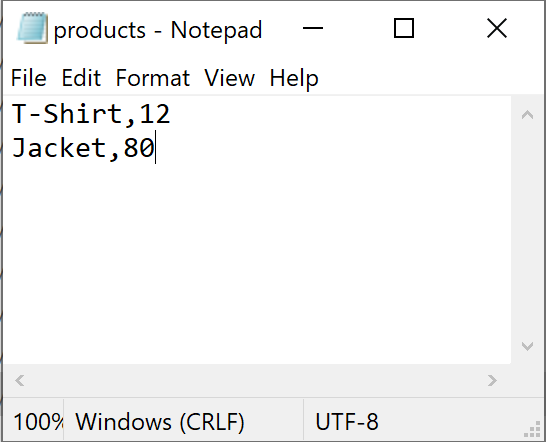 products - Notepad
File Edit Format View Help
T-Shirt,12
Jacket,80
100% Windows (CRLF) UTF-8